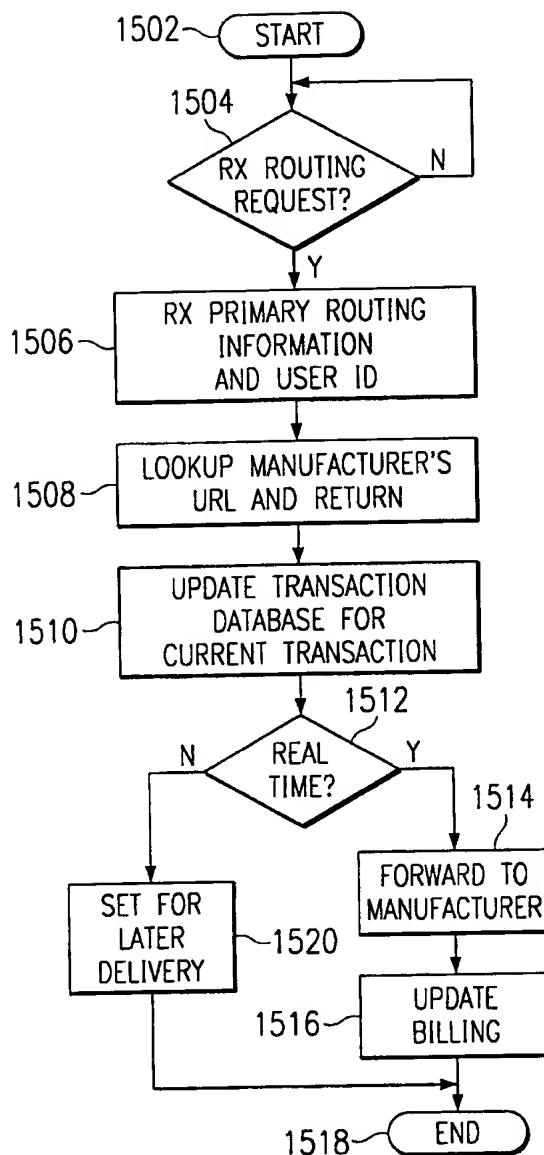 1502
START
1504
RX ROUTING
REQUEST?
N
Y
1506
RX PRIMARY ROUTING
INFORMATION
AND USER ID
1508
LOOKUP MANUFACTURER'S
URL AND RETURN
1510
UPDATE TRANSACTION
DATABASE FOR
CURRENT TRANSACTION
1512
N
REAL
TIME?
Y
1514
FORWARD TO
MANUFACTURER
SET FOR
LATER
DELIVERY
1520
1516
UPDATE
BILLING
1518
END